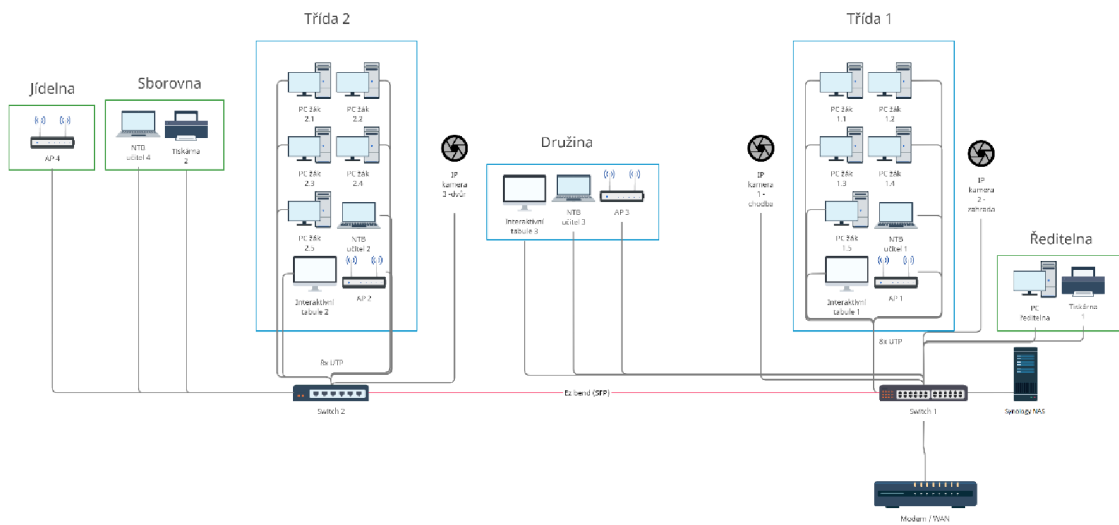 Třída 2
Třída 1
Jídelna
Sborovna
Družina
Ředitelna
AP 4
NTB
učitel 4
Tiskárna
2
PC žák
2.1
PC žák
2.2
PC žák
2.3
PC žák
2.4
PC žák
2.5
NTB
učitel 2
Interaktivní
tabule 2
AP 2
8x UTP
Switch 2
IP
kamera
3 -dvůr
Interaktivní
tabule 3
NTB
učitel 3
AP 3
IP
kamera
1 -
chodba
PC žák
1.1
PC žák
1.2
PC žák
1.3
PC žák
1.4
PC žák
1.5
NTB
učitel 1
Interaktivní
tabule 1
AP 1
8x UTP
IP
kamera
2 -
zahrada
PC
ředitelna
Tiskárna
1
Ez bend (SFP)
Switch 1
Synology NAS
Modem / WAN